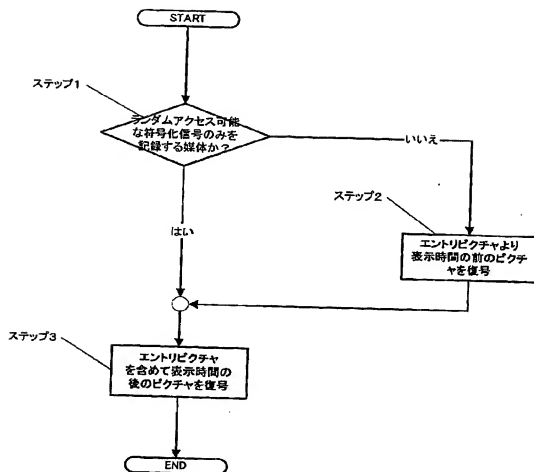 START
ステップ1
ランダムアクセス可能
な符号化信号のみを
記録する媒体か?
いいえ
ステップ2
はい
エントリピクチャより
表示時間の前のピクチ
ャを復号
ステップ3
エントリピクチャ
を含めて表示時間の
後のピクチャを復号
END